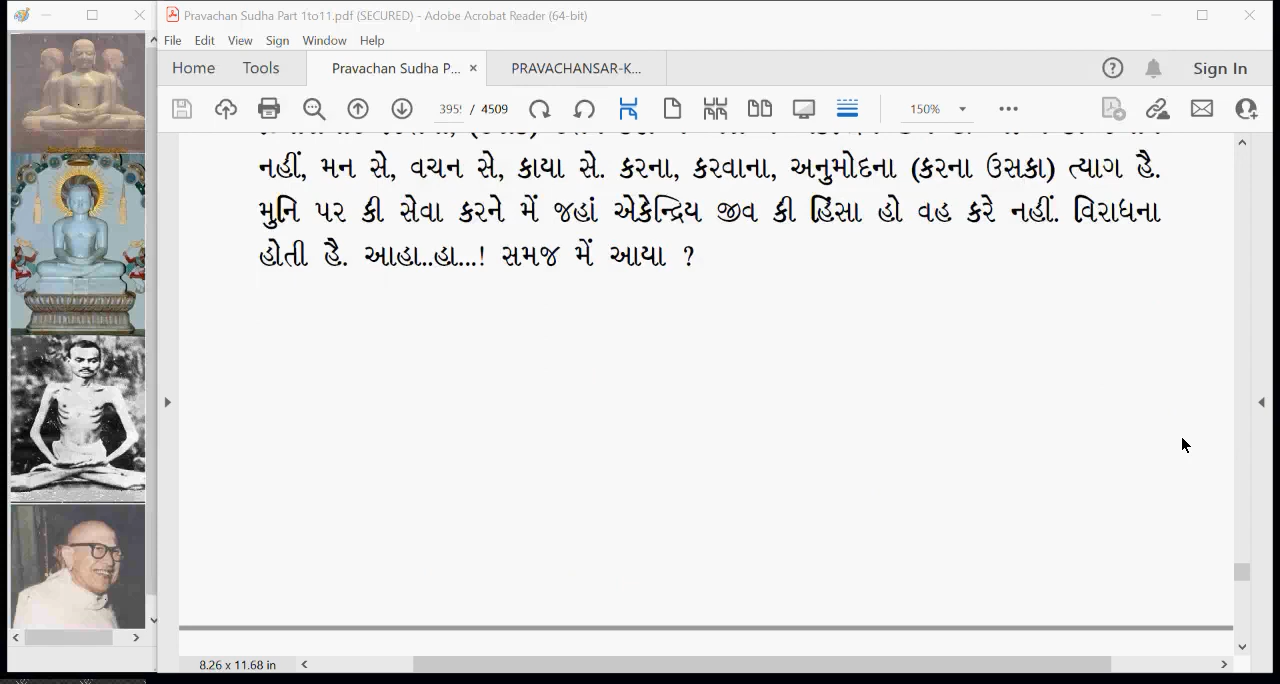 Pravachan Sudha Part 1to11.pdf (SECURED) - Adobe Acrobat Reader (64-bit)
File Edit View Sign Window Help
Home Tools Pravachan Sudha P... × PRAVACHANSAR-K... Sign In
395 / 4509 150%
નહીં, મન સે, વચન સે, કાયા સે. કરના, કરવાના, અનુમોદના (કરના ઉસકા) ત્યાગ હૈ.
મુનિ પર કી સેવા કરને મેં જહાં એકેન્દ્રિય જીવ કી હિંસા હો વહ કરે નહીં. વિરાધના
હોતી હૈ. આહા..હા...! સમજ મેં આયા ?
8.26 x 11.68 in